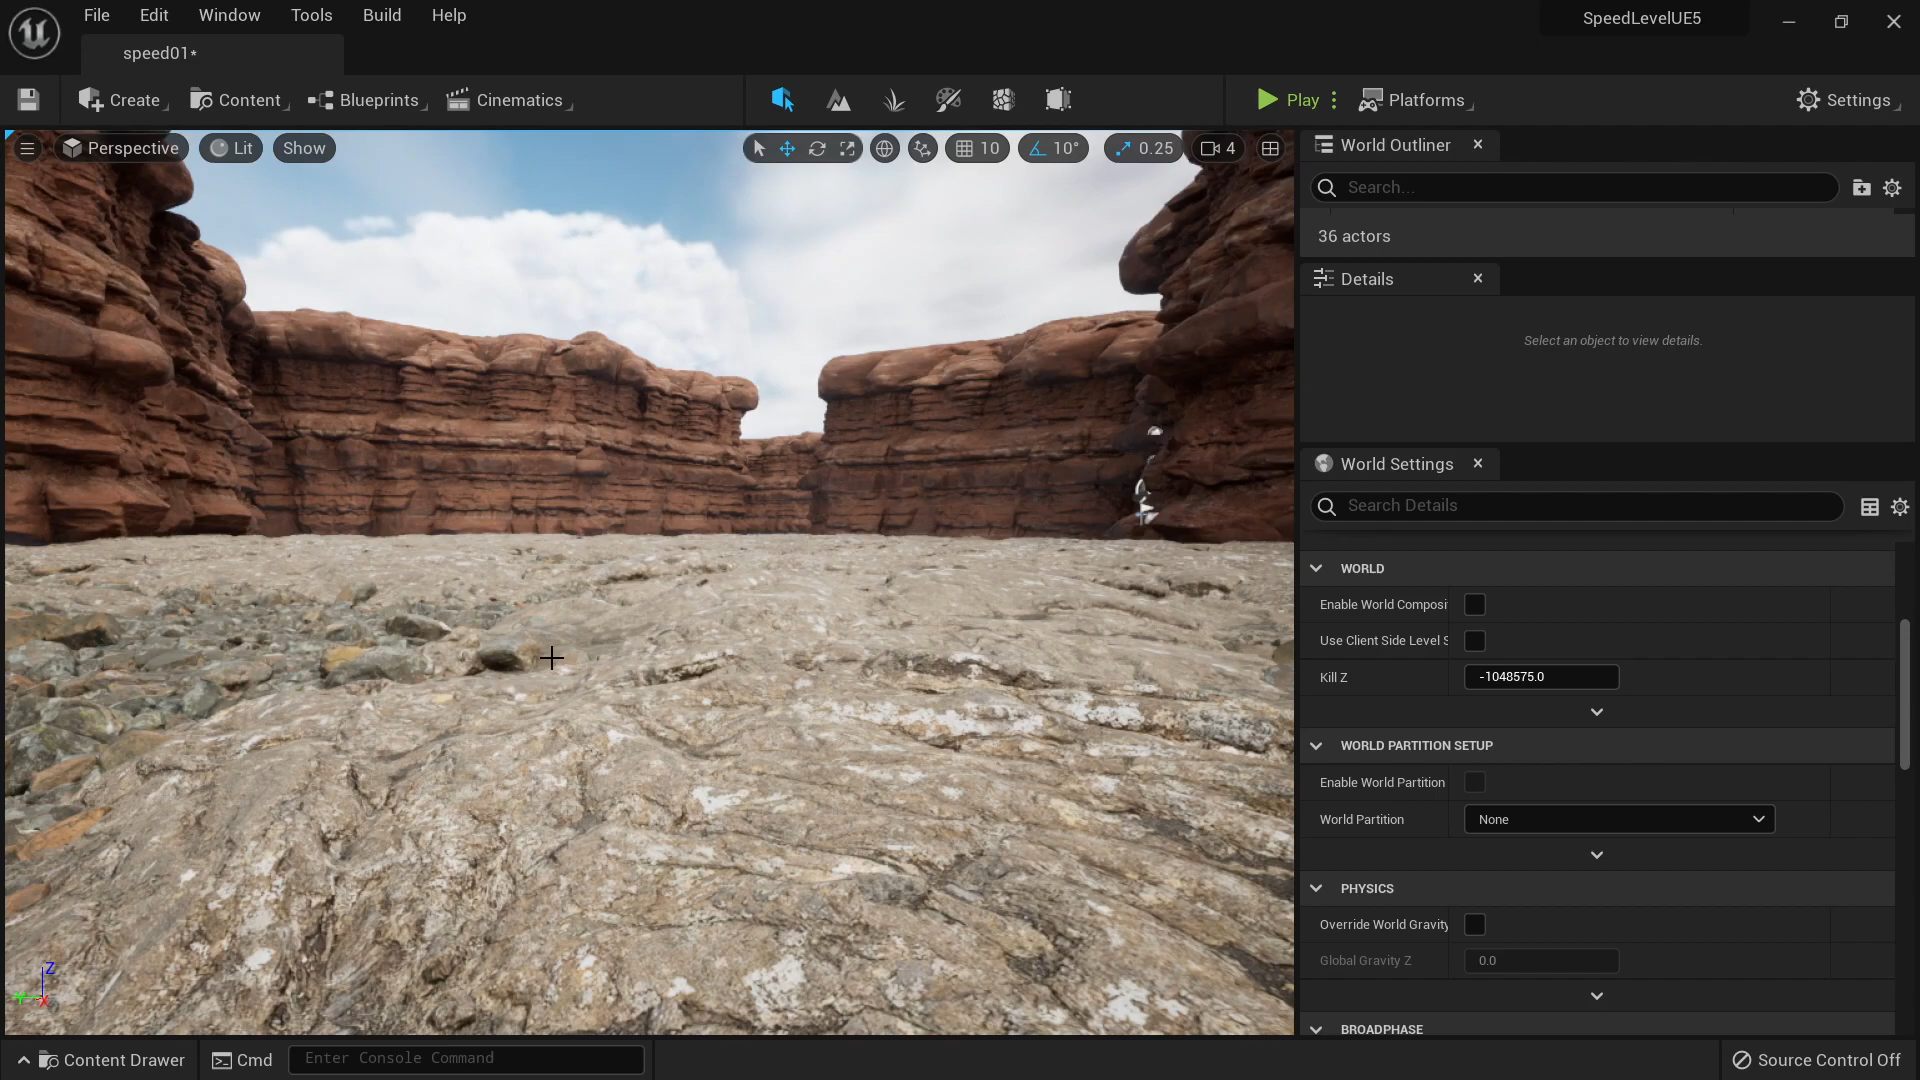 File Edit Window Tools Build Help
SpeedLevelUE5
speed01*
Create Content Blueprints Cinematics Play Platforms Settings
Perspective Lit Show 10 10° 0.25 4
World Outliner
Search...
36 actors
Details
Select an object to view details.
World Settings
Search Details
WORLD
Enable World Composi
Use Client Side Level S
Kill Z -1048575.0
WORLD PARTITION SETUP
Enable World Partition
World Partition None
PHYSICS
Override World Gravity
Global Gravity Z 0.0
BROADPHASE
Z
Y X
Content Drawer Cmd Enter Console Command Source Control Off